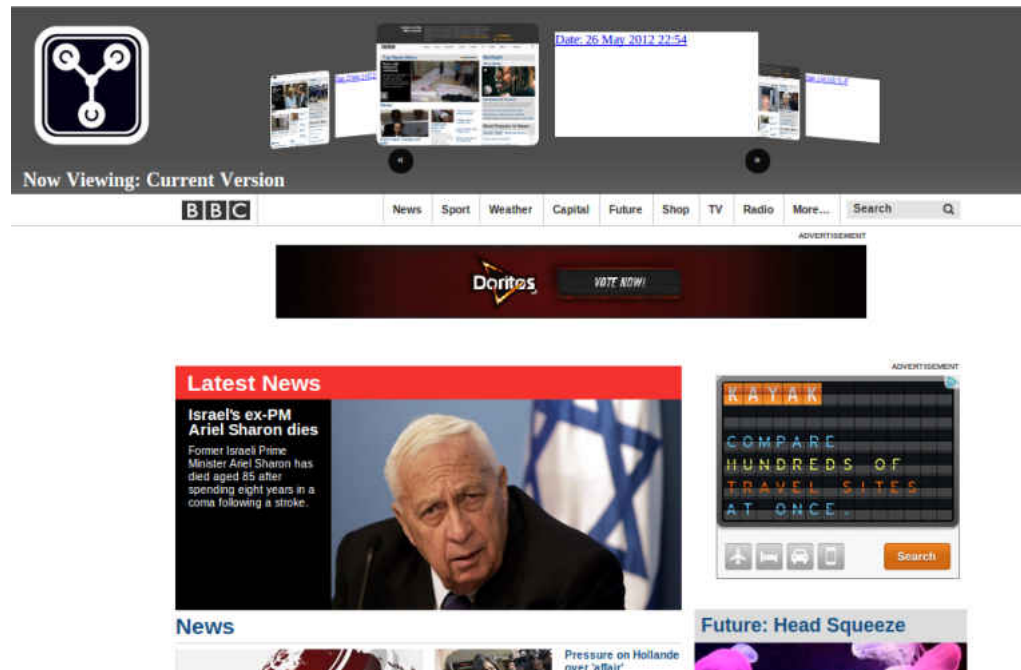 Date: 26 May 2012 22:54
Now Viewing: Current Version
BBC
News Sport Weather Capital Future Shop TV Radio More... Search
ADVERTISEMENT
Doritos VOTE NOW!
ADVERTISEMENT
Latest News
Israel's ex-PM
Ariel Sharon dies
Former Israeli Prime
Minister Ariel Sharon has
died aged 85 after
spending eight years in a
coma following a stroke.
KAYAK
COMPARE
HUNDREDS OF
TRAVEL SITES
AT ONCE.
Search
News
Future: Head Squeeze
Pressure on Hollande
over 'affair'